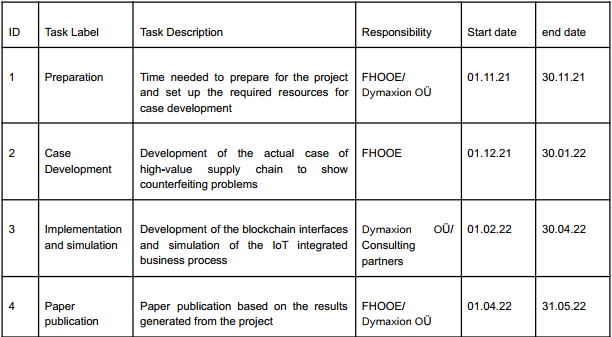 ID Task Label Task Description Responsibility Start date end date
1 Preparation Time needed to prepare for the project FHOOE/ 01.11.21 30.11.21
and set up the required resources for Dymaxion OÜ
case development
2 Case Development of the actual case of FHOOE 01.12.21 30.01.22
Development high-value supply chain to show
counterfeiting problems
3 Implementation Development of the blockchain interfaces Dymaxion OÜ/ 01.02.22 30.04.22
and simulation and simulation of the IoT integrated Consulting
business process partners
4 Paper Paper publication based on the results FHOOE/ 01.04.22 31.05.22
publication generated from the project Dymaxion OÜ